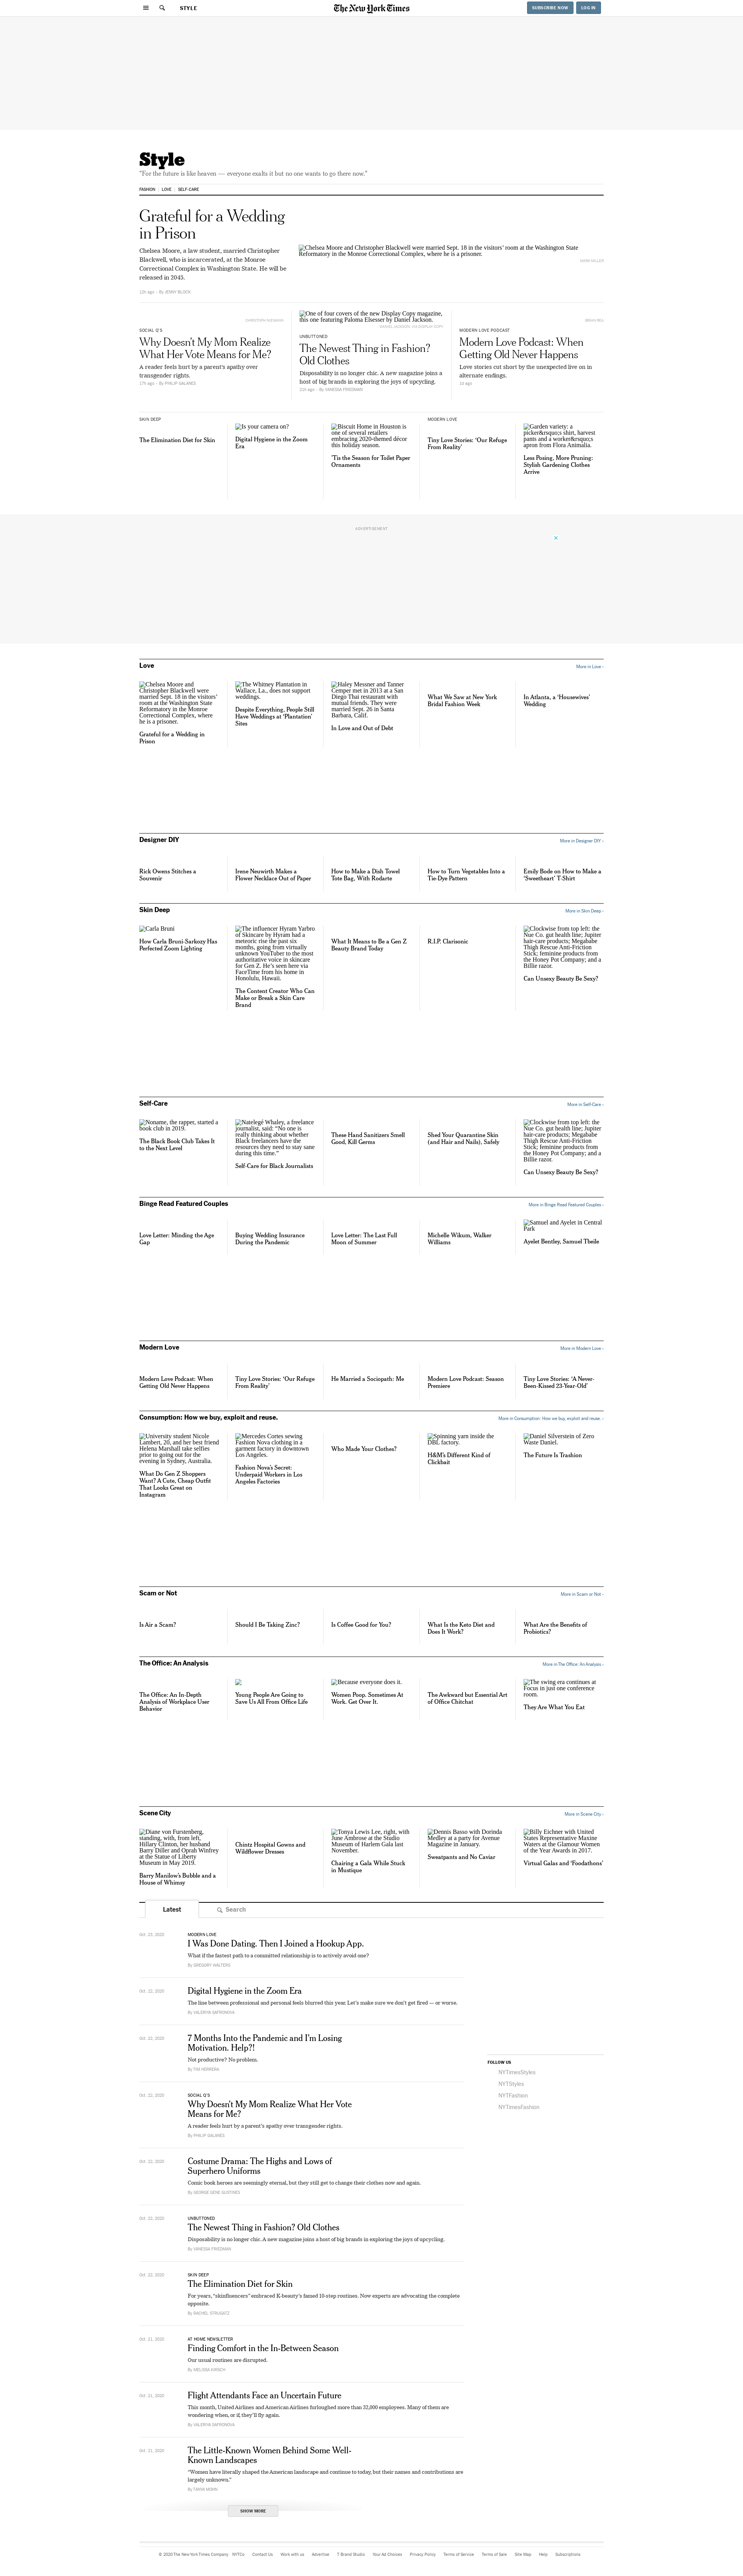 STYLE
The New York Times
SUBSCRIBE NOW
LOG IN
Style
"For the future is like heaven — everyone exalts it but no one wants to go there now."
FASHION
LOVE
SELF-CARE
Grateful for a Wedding
in Prison
Chelsea Moore, a law student, married Christopher
Blackwell, who is incarcerated, at the Monroe
Correctional Complex in Washington State. He will be
released in 2045.
12h ago · By JENNY BLOCK
Chelsea Moore and Christopher Blackwell were married Sept. 18 in the visitors' room at the Washington State
Reformatory in the Monroe Correctional Complex, where he is a prisoner.
SOCIAL Q'S
Why Doesn't My Mom Realize
What Her Vote Means for Me?
A reader feels hurt by a parent's apathy over
transgender rights.
17h ago · By PHILIP GALANES
One of four covers of the new Display Copy magazine,
this one featuring Paloma Elsesser by Daniel Jackson.
DANIEL JACKSON, VIA DISPLAY COPY
UNBUTTONED
The Newest Thing in Fashion?
Old Clothes
Disposability is no longer chic. A new magazine joins a
host of big brands in exploring the joys of upcycling.
21h ago · By VANESSA FRIEDMAN
BRIAN REA
MODERN LOVE PODCAST
Modern Love Podcast: When
Getting Old Never Happens
Love stories cut short by the unexpected live on in
alternate endings.
1d ago
SKIN DEEP
The Elimination Diet for Skin
Is your camera on?
Digital Hygiene in the Zoom
Era
Biscuit Home in Houston is
one of several retailers
embracing 2020-themed décor
this holiday season.
'Tis the Season for Toilet Paper
Ornaments
MODERN LOVE
Tiny Love Stories: 'Our Refuge
From Reality'
Garden variety: a
picker&rsquo;s shirt, harvest
pants and a worker&rsquo;s
apron from Flora Animalia.
Less Posing, More Pruning:
Stylish Gardening Clothes
Arrive
ADVERTISEMENT
Love
More in Love ›
Chelsea Moore and
Christopher Blackwell were
married Sept. 18 in the visitors'
room at the Washington State
Reformatory in the Monroe
Correctional Complex, where
he is a prisoner.
Grateful for a Wedding in
Prison
The Whitney Plantation in
Wallace, La., does not support
weddings.
Despite Everything, People Still
Have Weddings at 'Plantation'
Sites
Haley Messner and Tanner
Cemper met in 2013 at a San
Diego Thai restaurant with
mutual friends. They were
married Sept. 26 in Santa
Barbara, Calif.
In Love and Out of Debt
What We Saw at New York
Bridal Fashion Week
In Atlanta, a 'Housewives'
Wedding
Designer DIY
More in Designer DIY ›
Rick Owens Stitches a
Souvenir
Irene Neuwirth Makes a
Flower Necklace Out of Paper
How to Make a Dish Towel
Tote Bag, With Rodarte
How to Turn Vegetables Into a
Tie-Dye Pattern
Emily Bode on How to Make a
'Sweetheart' T-Shirt
Skin Deep
More in Skin Deep ›
Carla Bruni
How Carla Bruni-Sarkozy Has
Perfected Zoom Lighting
The influencer Hyram Yarbro
of Skincare by Hyram had a
meteoric rise the past six
months, going from virtually
unknown YouTuber to the most
authoritative voice in skincare
for Gen Z. He's seen here via
FaceTime from his home in
Honolulu, Hawaii.
The Content Creator Who Can
Make or Break a Skin Care
Brand
What It Means to Be a Gen Z
Beauty Brand Today
R.I.P. Clarisonic
Clockwise from top left: the
Nue Co. gut health line; Jupiter
hair-care products; Megababe
Thigh Rescue Anti-Friction
Stick; feminine products from
the Honey Pot Company; and a
Billie razor.
Can Unsexy Beauty Be Sexy?
Self-Care
More in Self-Care ›
Noname, the rapper, started a
book club in 2019.
The Black Book Club Takes It
to the Next Level
Natelegé Whaley, a freelance
journalist, said: "No one is
really thinking about whether
Black freelancers have the
resources they need to stay sane
during this time."
Self-Care for Black Journalists
These Hand Sanitizers Smell
Good, Kill Germs
Shed Your Quarantine Skin
(and Hair and Nails), Safely
Clockwise from top left: the
Nue Co. gut health line; Jupiter
hair-care products; Megababe
Thigh Rescue Anti-Friction
Stick; feminine products from
the Honey Pot Company; and a
Billie razor.
Can Unsexy Beauty Be Sexy?
Binge Read Featured Couples
More in Binge Read Featured Couples ›
Love Letter: Minding the Age
Gap
Buying Wedding Insurance
During the Pandemic
Love Letter: The Last Full
Moon of Summer
Michelle Wikum, Walker
Williams
Samuel and Ayelet in Central
Park
Ayelet Bentley, Samuel Tbeile
Modern Love
More in Modern Love ›
Modern Love Podcast: When
Getting Old Never Happens
Tiny Love Stories: 'Our Refuge
From Reality'
He Married a Sociopath: Me
Modern Love Podcast: Season
Premiere
Tiny Love Stories: 'A Never-
Been-Kissed 23-Year-Old'
Consumption: How we buy, exploit and reuse.
More in Consumption: How we buy, exploit and reuse. ›
University student Nicole
Lambert, 20, and her best friend
Helena Marshall take selfies
prior to going out for the
evening in Sydney, Australia.
What Do Gen Z Shoppers
Want? A Cute, Cheap Outfit
That Looks Great on
Instagram
Mercedes Cortes sewing
Fashion Nova clothing in a
garment factory in downtown
Los Angeles.
Fashion Nova's Secret:
Underpaid Workers in Los
Angeles Factories
Who Made Your Clothes?
Spinning yarn inside the
DBL factory.
H&M's Different Kind of
Clickbait
Daniel Silverstein of Zero
Waste Daniel.
The Future Is Trashion
Scam or Not
More in Scam or Not ›
Is Air a Scam?
Should I Be Taking Zinc?
Is Coffee Good for You?
What Is the Keto Diet and
Does It Work?
What Are the Benefits of
Probiotics?
The Office: An Analysis
More in The Office: An Analysis ›
The Office: An In-Depth
Analysis of Workplace User
Behavior
Young People Are Going to
Save Us All From Office Life
Because everyone does it.
Women Poop. Sometimes At
Work. Get Over It.
The Awkward but Essential Art
of Office Chitchat
The swing era continues at
Focus in just one conference
room.
They Are What You Eat
Scene City
More in Scene City ›
Diane von Furstenberg,
standing, with, from left,
Hillary Clinton, her husband
Barry Diller and Oprah Winfrey
at the Statue of Liberty
Museum in May 2019.
Barry Manilow's Bubble and a
House of Whimsy
Chintz Hospital Gowns and
Wildflower Dresses
Tonya Lewis Lee, right, with
June Ambrose at the Studio
Museum of Harlem Gala last
November.
Chairing a Gala While Stuck
in Mustique
Dennis Basso with Dorinda
Medley at a party for Avenue
Magazine in January.
Sweatpants and No Caviar
Billy Eichner with United
States Representative Maxine
Waters at the Glamour Women
of the Year Awards in 2017.
Virtual Galas and 'Foodathons'
Latest
Search
Oct. 23, 2020
MODERN LOVE
I Was Done Dating. Then I Joined a Hookup App.
What if the fastest path to a committed relationship is to actively avoid one?
By GREGORY WALTERS
Oct. 22, 2020
Digital Hygiene in the Zoom Era
The line between professional and personal feels blurred this year. Let's make sure we don't get fired — or worse.
By VALERIYA SAFRONOVA
Oct. 22, 2020
7 Months Into the Pandemic and I'm Losing
Motivation. Help?!
Not productive? No problem.
By TIM HERRERA
Oct. 22, 2020
SOCIAL Q'S
Why Doesn't My Mom Realize What Her Vote
Means for Me?
A reader feels hurt by a parent's apathy over transgender rights.
By PHILIP GALANES
Oct. 22, 2020
Costume Drama: The Highs and Lows of
Superhero Uniforms
Comic book heroes are seemingly eternal, but they still get to change their clothes now and again.
By GEORGE GENE GUSTINES
Oct. 22, 2020
UNBUTTONED
The Newest Thing in Fashion? Old Clothes
Disposability is no longer chic. A new magazine joins a host of big brands in exploring the joys of upcycling.
By VANESSA FRIEDMAN
Oct. 22, 2020
SKIN DEEP
The Elimination Diet for Skin
For years, "skinfluencers" embraced K-beauty's famed 10-step routines. Now experts are advocating the complete
opposite.
By RACHEL STRUGATZ
Oct. 21, 2020
AT HOME NEWSLETTER
Finding Comfort in the In-Between Season
Our usual routines are disrupted.
By MELISSA KIRSCH
Oct. 21, 2020
Flight Attendants Face an Uncertain Future
This month, United Airlines and American Airlines furloughed more than 32,000 employees. Many of them are
wondering when, or if, they'll fly again.
By VALERIYA SAFRONOVA
Oct. 21, 2020
The Little-Known Women Behind Some Well-
Known Landscapes
"Women have literally shaped the American landscape and continue to today, but their names and contributions are
largely unknown."
By TANYA MOHN
SHOW MORE
FOLLOW US
NYTimesStyles
NYTStyles
NYTFashion
NYTimesFashion
© 2020 The New York Times Company
NYTCo
Contact Us
Work with us
Advertise
T Brand Studio
Your Ad Choices
Privacy Policy
Terms of Service
Terms of Sale
Site Map
Help
Subscriptions